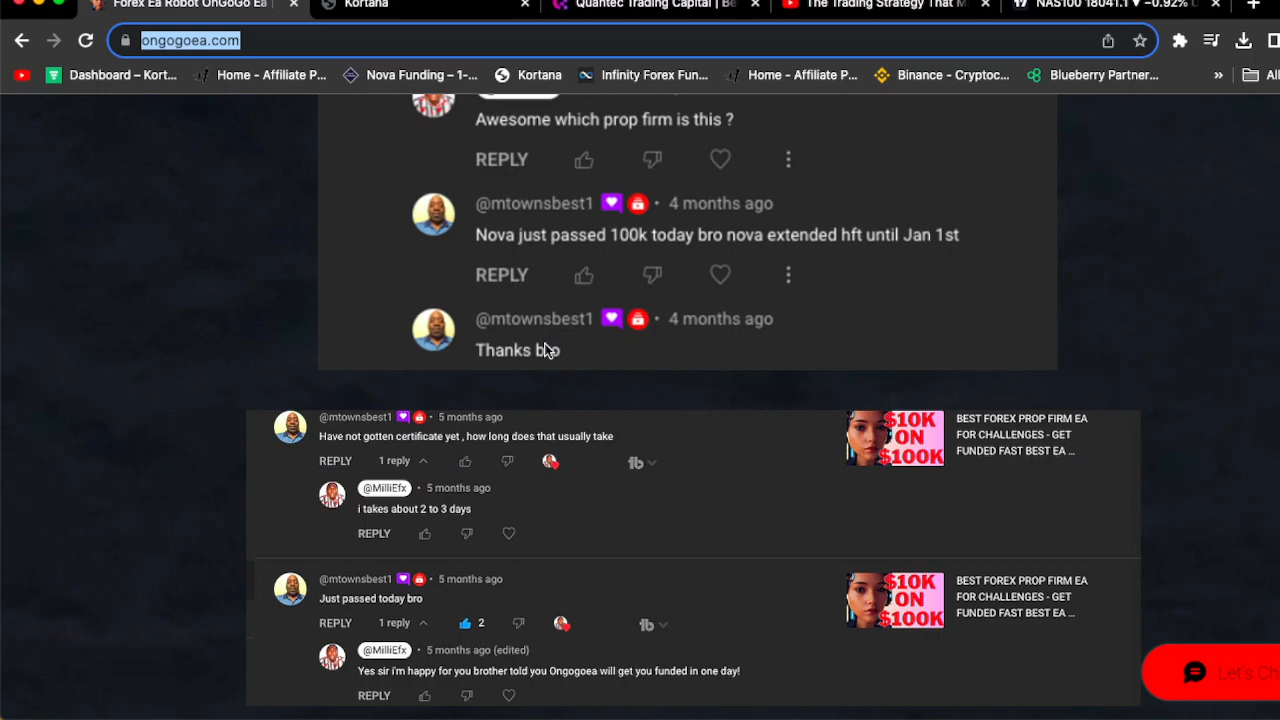 Forex Ea Robot OnGoGo Ea
Kortana
Quantec Trading Capital | Be
The Trading Strategy That M
NAS100 18041.1 ▼ −0.92% U
ongogoea.com
Dashboard – Kort...
Home - Affiliate P...
Nova Funding – 1-...
Kortana
Infinity Forex Fun...
Home - Affiliate P...
Binance - Cryptoc...
Blueberry Partner...
»
All
Awesome which prop firm is this ?
REPLY
@mtownsbest1 • 4 months ago
Nova just passed 100k today bro nova extended hft until Jan 1st
REPLY
@mtownsbest1 • 4 months ago
Thanks bro
@mtownsbest1 • 5 months ago
Have not gotten certificate yet , how long does that usually take
REPLY 1 reply
@MilliEfx • 5 months ago
i takes about 2 to 3 days
REPLY
$10K
ON
$100K
BEST FOREX PROP FIRM EA
FOR CHALLENGES - GET
FUNDED FAST BEST EA ...
@mtownsbest1 • 5 months ago
Just passed today bro
REPLY 1 reply 2
@MilliEfx • 5 months ago (edited)
Yes sir i'm happy for you brother told you Ongogoea will get you funded in one day!
REPLY
$10K
ON
$100K
BEST FOREX PROP FIRM EA
FOR CHALLENGES - GET
FUNDED FAST BEST EA ...
Let's Ch